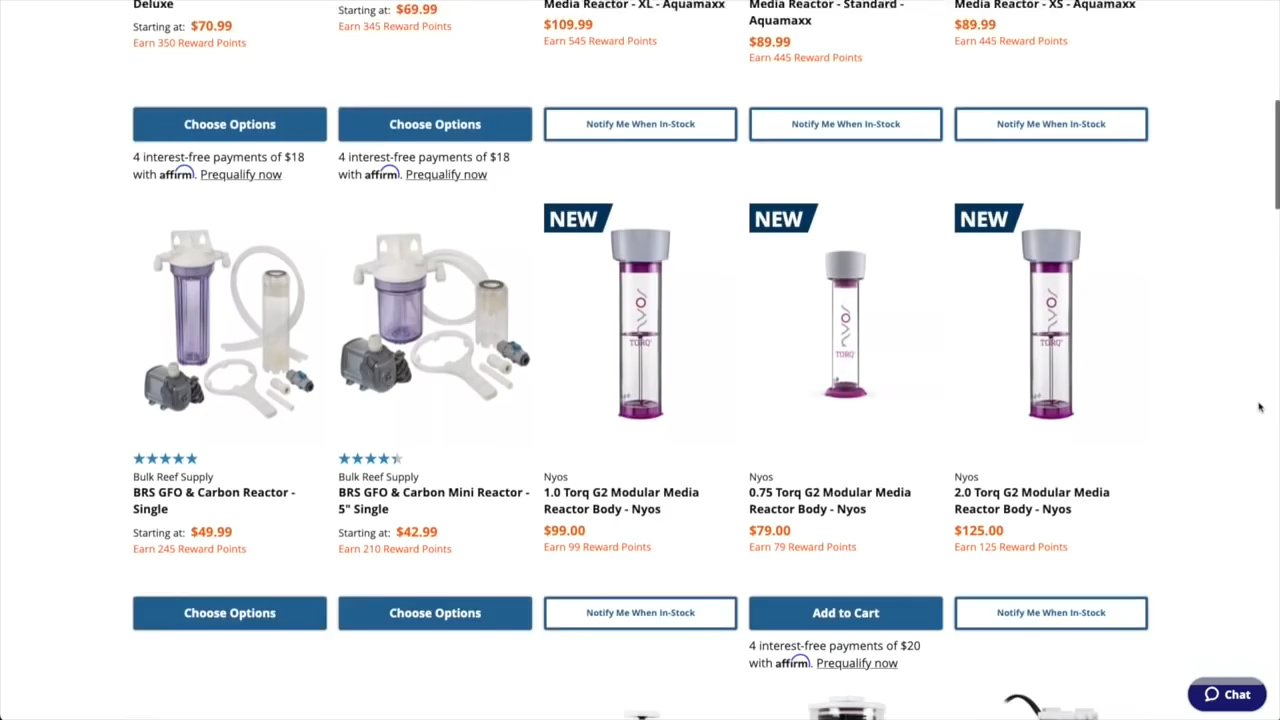 Deluxe
Starting at: $70.99
Earn 350 Reward Points
Starting at: $69.99
Earn 345 Reward Points
Media Reactor - XL - Aquamaxx
$109.99
Earn 545 Reward Points
Media Reactor - Standard -
Aquamaxx
$89.99
Earn 445 Reward Points
Media Reactor - XS - Aquamaxx
$89.99
Earn 445 Reward Points
Choose Options
Choose Options
Notify Me When In-Stock
Notify Me When In-Stock
Notify Me When In-Stock
4 interest-free payments of $18
with affirm. Prequalify now
4 interest-free payments of $18
with affirm. Prequalify now
NEW
NEW
NEW
nyos
TORQ
nyos
TORQ
nyos
TORQ
Bulk Reef Supply
BRS GFO & Carbon Reactor -
Single
Starting at: $49.99
Earn 245 Reward Points
Bulk Reef Supply
BRS GFO & Carbon Mini Reactor -
5" Single
Starting at: $42.99
Earn 210 Reward Points
Nyos
1.0 Torq G2 Modular Media
Reactor Body - Nyos
$99.00
Earn 99 Reward Points
Nyos
0.75 Torq G2 Modular Media
Reactor Body - Nyos
$79.00
Earn 79 Reward Points
Nyos
2.0 Torq G2 Modular Media
Reactor Body - Nyos
$125.00
Earn 125 Reward Points
Choose Options
Choose Options
Notify Me When In-Stock
Add to Cart
Notify Me When In-Stock
4 interest-free payments of $20
with affirm. Prequalify now
Chat